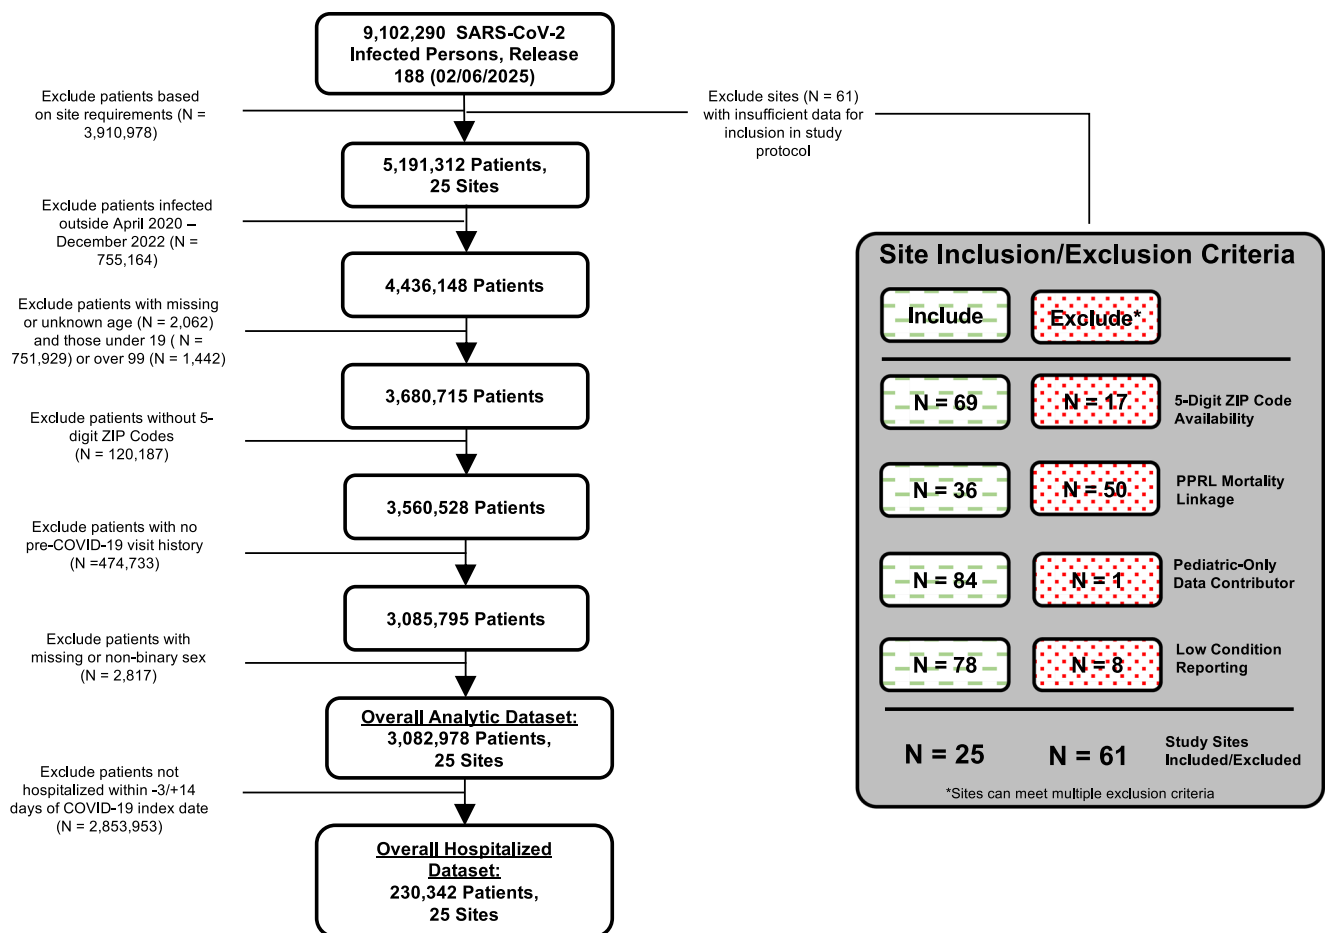 9,102,290 SARS-CoV-2
Infected Persons, Release
188 (02/06/2025)
Exclude patients based
on site requirements (N =
3,910,978)
Exclude sites (N = 61)
with insufficient data for
inclusion in study
protocol
5,191,312 Patients,
25 Sites
Exclude patients infected
outside April 2020 –
December 2022 (N =
755,164)
4,436,148 Patients
Exclude patients with missing
or unknown age (N = 2,062)
and those under 19 ( N =
751,929) or over 99 (N = 1,442)
3,680,715 Patients
Exclude patients without 5-
digit ZIP Codes
(N = 120,187)
3,560,528 Patients
Exclude patients with no
pre-COVID-19 visit history
(N =474,733)
3,085,795 Patients
Exclude patients with
missing or non-binary sex
(N = 2,817)
Overall Analytic Dataset:
3,082,978 Patients,
25 Sites
Exclude patients not
hospitalized within -3/+14
days of COVID-19 index date
(N = 2,853,953)
Overall Hospitalized
Dataset:
230,342 Patients,
25 Sites
Site Inclusion/Exclusion Criteria
Include
Exclude*
N = 69
N = 17
5-Digit ZIP Code
Availability
N = 36
N = 50
PPRL Mortality
Linkage
N = 84
N = 1
Pediatric-Only
Data Contributor
N = 78
N = 8
Low Condition
Reporting
N = 25
N = 61
Study Sites
Included/Excluded
*Sites can meet multiple exclusion criteria